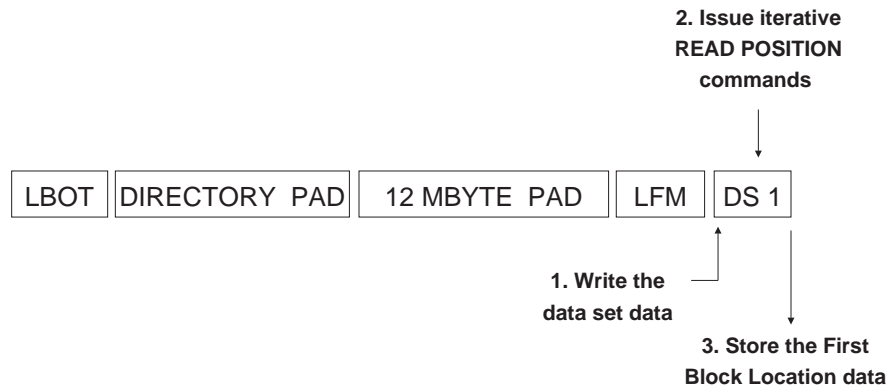 2. Issue iterative
READ POSITION
commands
LBOT DIRECTORY PAD 12 MBYTE PAD LFM DS 1
1. Write the
data set data
3. Store the First
Block Location data